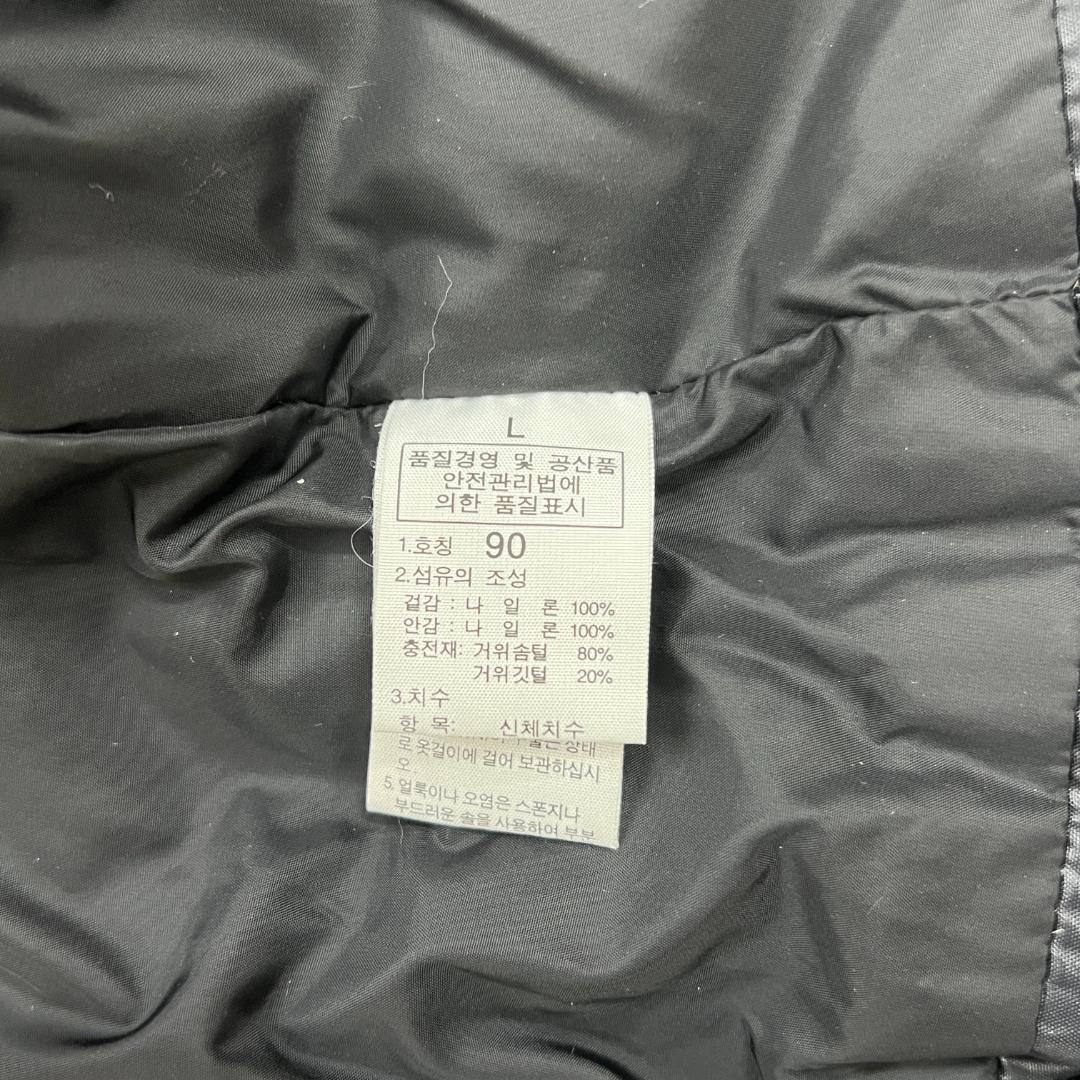 L
품질경영 및 공산품
안전관리법에
의한 품질표시
1.호칭 90
2.섬유의 조성
겉감 : 나 일 론 100%
안감 : 나 일 론 100%
충전재: 거위솜털 80%
거위깃털 20%
3.치수
항 목: 신체치수
로 옷걸이에 걸어 보관하십시
오.
5. 얼룩이나 오염은 스폰지나
부드러운 솔을 사용하여 부분